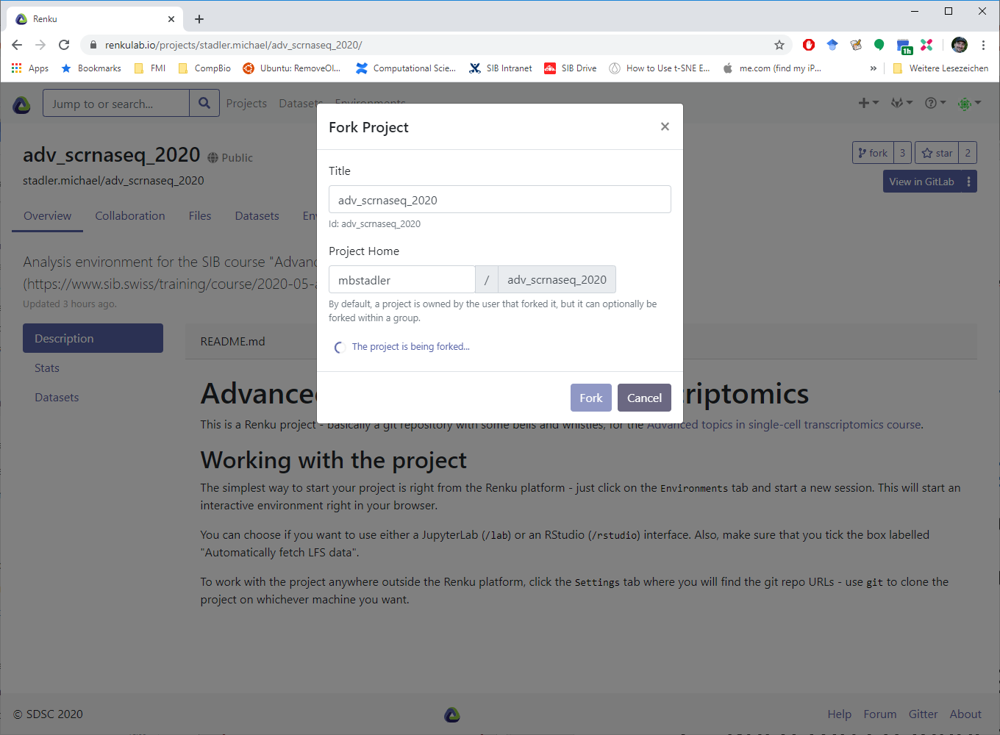 Renku
renkulab.io/projects/stadler.michael/adv_scrnaseq_2020/
1h
Apps Bookmarks FMI CompBio Ubuntu: RemoveOl... Computational Scie... SIB Intranet SIB Drive How to Use t-SNE E... me.com (find my iP... » Weitere Lesezeichen
Jump to or search... Projects Datasets Environments
adv_scrnaseq_2020 Public
fork 3 star 2
stadler.michael/adv_scrnaseq_2020
View in GitLab
Overview Collaboration Files Datasets
Analysis environment for the SIB course "Advan
(https://www.sib.swiss/training/course/2020-05-a
Updated 3 hours ago.
Description
Stats
Datasets
Fork Project
Title
adv_scrnaseq_2020
Id: adv_scrnaseq_2020
Project Home
mbstadler / adv_scrnaseq_2020
By default, a project is owned by the user that forked it, but it can optionally be
forked within a group.
The project is being forked...
Fork Cancel
README.md
Advance riptomics
This is a Renku project - basically a git repository with some bells and whistles, for the Advanced topics in single-cell transcriptomics course.
Working with the project
The simplest way to start your project is right from the Renku platform - just click on the Environments tab and start a new session. This will start an
interactive environment right in your browser.
You can choose if you want to use either a JupyterLab (/lab) or an RStudio (/rstudio) interface. Also, make sure that you tick the box labelled
"Automatically fetch LFS data".
To work with the project anywhere outside the Renku platform, click the Settings tab where you will find the git repo URLs - use git to clone the
project on whichever machine you want.
© SDSC 2020
Help Forum Gitter About